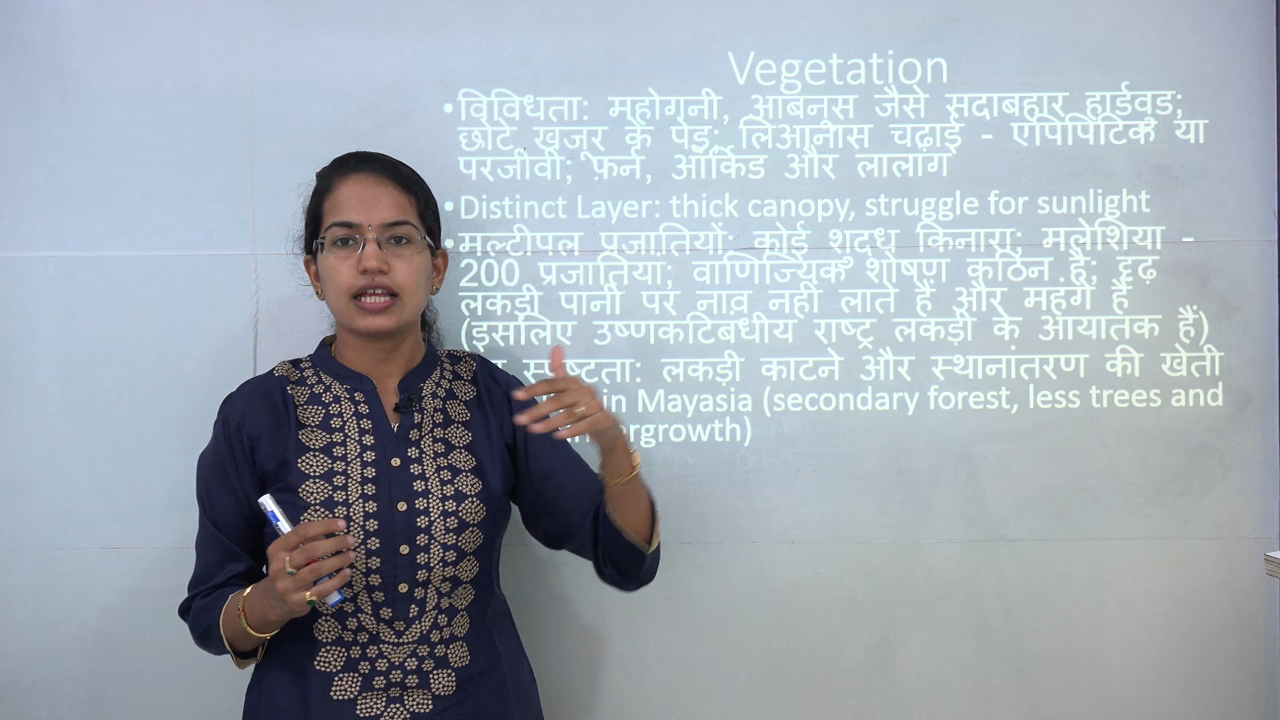 Vegetation
•विविधता: महोगनी, आबनूस जैसे सदाबहार हार्डवुड;
छोटे खजूर के पेड़; लिआनास चढ़ाई - एपिपिटिक या
परजीवी; फ़र्न, ऑर्किड और लालांग
•Distinct Layer: thick canopy, struggle for sunlight
•मल्टीपल प्रजातियों: कोई शुद्ध किनारा; मलेशिया -
200 प्रजातियां; वाणिज्यिक शोषण कठिन है; दृढ़
लकड़ी पानी पर नाव नहीं लाते हैं और महंगे हैं
(इसलिए उष्णकटिबंधीय राष्ट्र लकड़ी के आयातक हैं)
स्पष्टता: लकड़ी काटने और स्थानांतरण की खेती
in Mayasia (secondary forest, less trees and